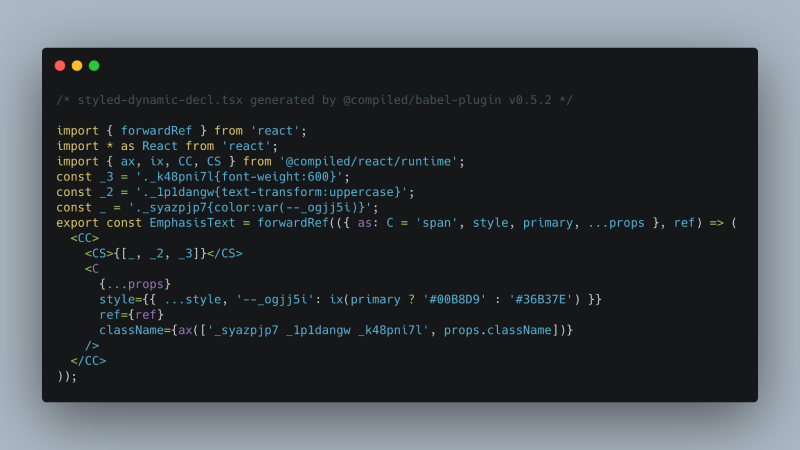 /* styled-dynamic-decl.tsx generated by @compiled/babel-plugin v0.5.2 */
import { forwardRef } from 'react';
import * as React from 'react';
import { ax, ix, CC, CS } from '@compiled/react/runtime';
const _3 = '._k48pni7l{font-weight:600}';
const _2 = '._1p1dangw{text-transform:uppercase}';
const _ = '._syazpjp7{color:var(--_ogjj5i)}';
export const EmphasisText = forwardRef(({ as: C = 'span', style, primary, ...props }, ref) => (
  <CC>
    <CS>{[_, _2, _3]}</CS>
    <C
      {...props}
      style={{ ...style, '--_ogjj5i': ix(primary ? '#00B8D9' : '#36B37E') }}
      ref={ref}
      className={ax(['_syazpjp7 _1p1dangw _k48pni7l', props.className])}
    />
  </CC>
));